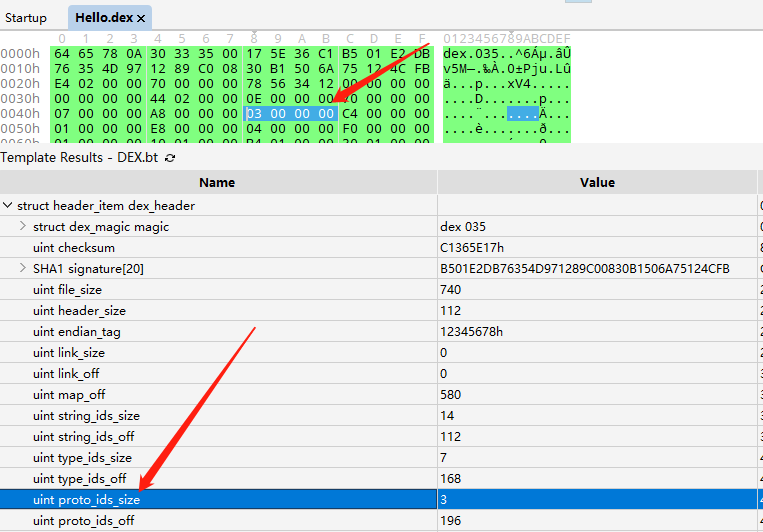 Startup Hello.dex ×
0 1 2 3 4 5 6 7 8 9 A B C D E F 0123456789ABCDEF
0000h 64 65 78 0A 30 33 35 00 17 5E 36 C1 B5 01 E2 DB dex.035..^6Áµ.âÛ
0010h 76 35 4D 97 12 89 C0 08 30 B1 50 6A 75 12 4C FB v5M—.‰À.0±Pju.Lû
0020h E4 02 00 00 70 00 00 00 78 56 34 12 00 00 00 00 ä...p...xV4.....
0030h 00 00 00 00 44 02 00 00 0E 00 00 00 70 00 00 00 ....D.......p...
0040h 07 00 00 00 A8 00 00 00 03 00 00 00 C4 00 00 00 ....¨.......Ä...
0050h 01 00 00 00 E8 00 00 00 04 00 00 00 F0 00 00 00 ....è.......ð...
Template Results - DEX.bt
Name Value
struct header_item dex_header
struct dex_magic magic dex 035
uint checksum C1365E17h
SHA1 signature[20] B501E2DB76354D971289C00830B1506A75124CFB
uint file_size 740
uint header_size 112
uint endian_tag 12345678h
uint link_size 0
uint link_off 0
uint map_off 580
uint string_ids_size 14
uint string_ids_off 112
uint type_ids_size 7
uint type_ids_off 168
uint proto_ids_size 3
uint proto_ids_off 196